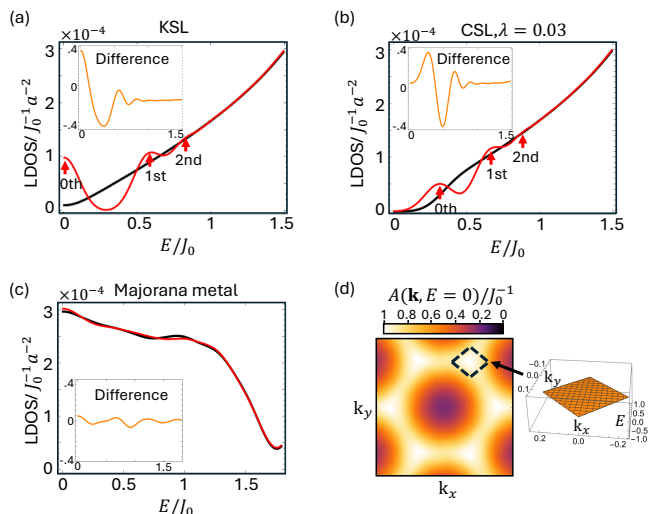 (a) KSL
×10⁻⁴
3
2
1
0
LDOS/J₀⁻¹a⁻²
.4
0
-.4
Difference
0 1.5
0th
1st
2nd
0 0.5 1.0 1.5
E/J₀
(b) CSL,λ = 0.03
×10⁻⁴
3
2
1
0
LDOS/J₀⁻¹a⁻²
.4
0
-.4
Difference
0 1.5
0th
1st
2nd
0 0.5 1.0 1.5
E/J₀
(c) Majorana metal
×10⁻⁴
3
2
1
0
LDOS/J₀⁻¹a⁻²
.4
0
-.4
Difference
0 1.5
0 0.5 1 1.5
E/J₀
(d) A(k, E = 0)/J₀⁻¹
1 0.8 0.6 0.4 0.2 0
k_y
k_x
-0.1
0.0
0.1
k_y
1.0
0.5
0.0
-0.5
-1.0
E
k_x
0.2 0.0 0.2